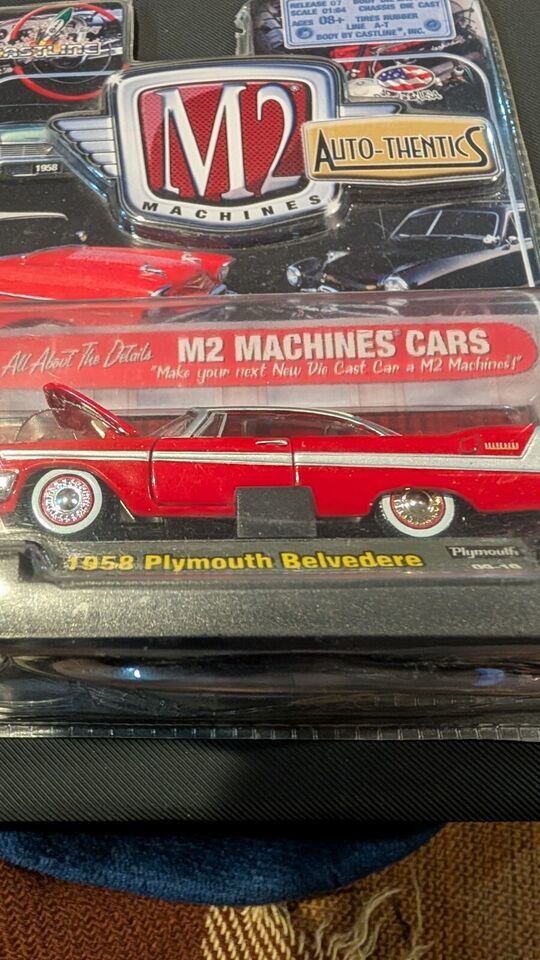 RELEASE 07
SCALE 01:64 CHASSIS DIE CAST
AGES 08+ TIRES RUBBER
LINE A-T
BODY BY CASTLINE, INC.
CASTLINE
1958
M2
MACHINES
AUTO-THENTICS
All About The Details
M2 MACHINES CARS
"Make your next New Die Cast Car a M2 Machines!"
1958 Plymouth Belvedere
Plymouth